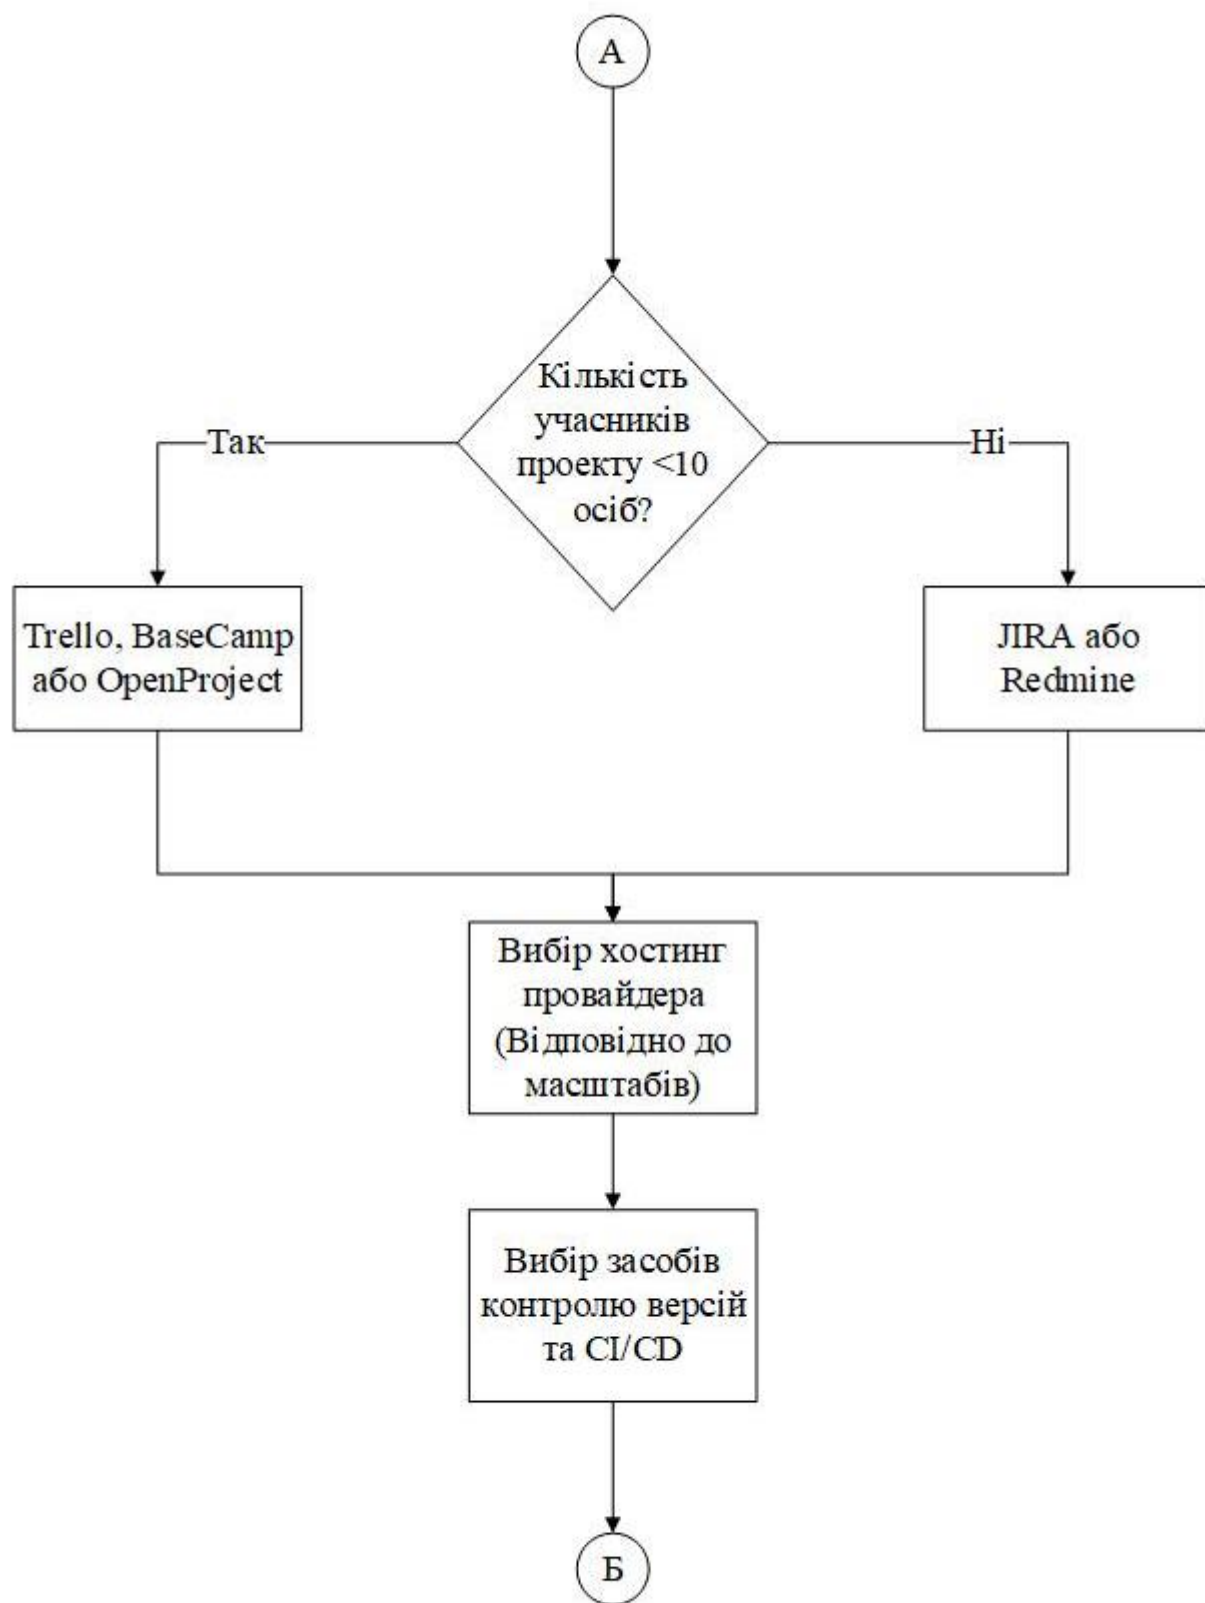 А
Кількість
учасників
проекту <10
осіб?
Так
Ні
Trello, BaseCamp
або OpenProject
JIRA або
Redmine
Вибір хостинг
провайдера
(Відповідно до
масштабів)
Вибір засобів
контролю версій
та CI/CD
Б